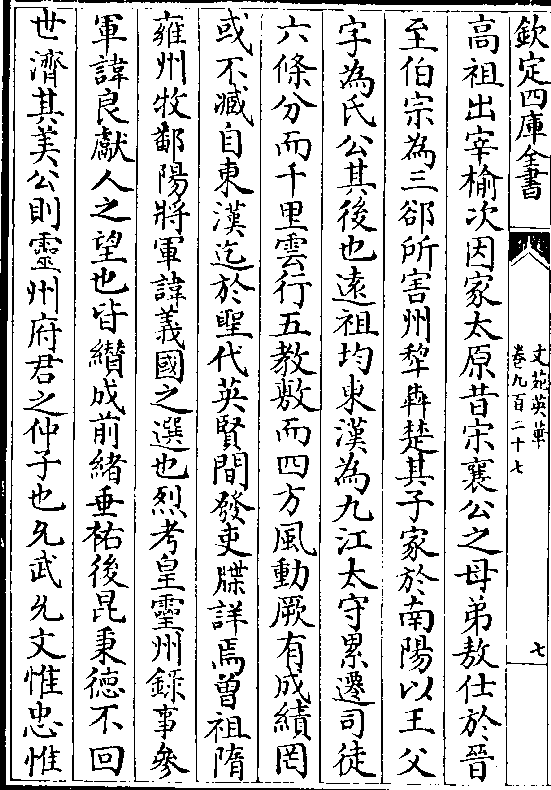 欽定四庫全書
文苑英華
卷九百二十七
七
高祖出宰榆次因家太原昔宋襄公之母弟敖仕於晉
至伯宗為三郤所害州犂犇楚其子家於南陽以王父
字為氏公其後也逺祖均東漢為九江太守累遷司徒
六條分而千里雲行五教敷而四方風動厥有成績罔
或不臧自東漢迄於聖代英賢間發吏牒詳焉曾祖隋
雍州牧鄱陽將軍諱義國之選也烈考皇靈州錄事參
軍諱良獻人之望也皆纘成前緒垂祐後昆秉德不回
世濟其美公則靈州府君之仲子也允武允文惟忠惟